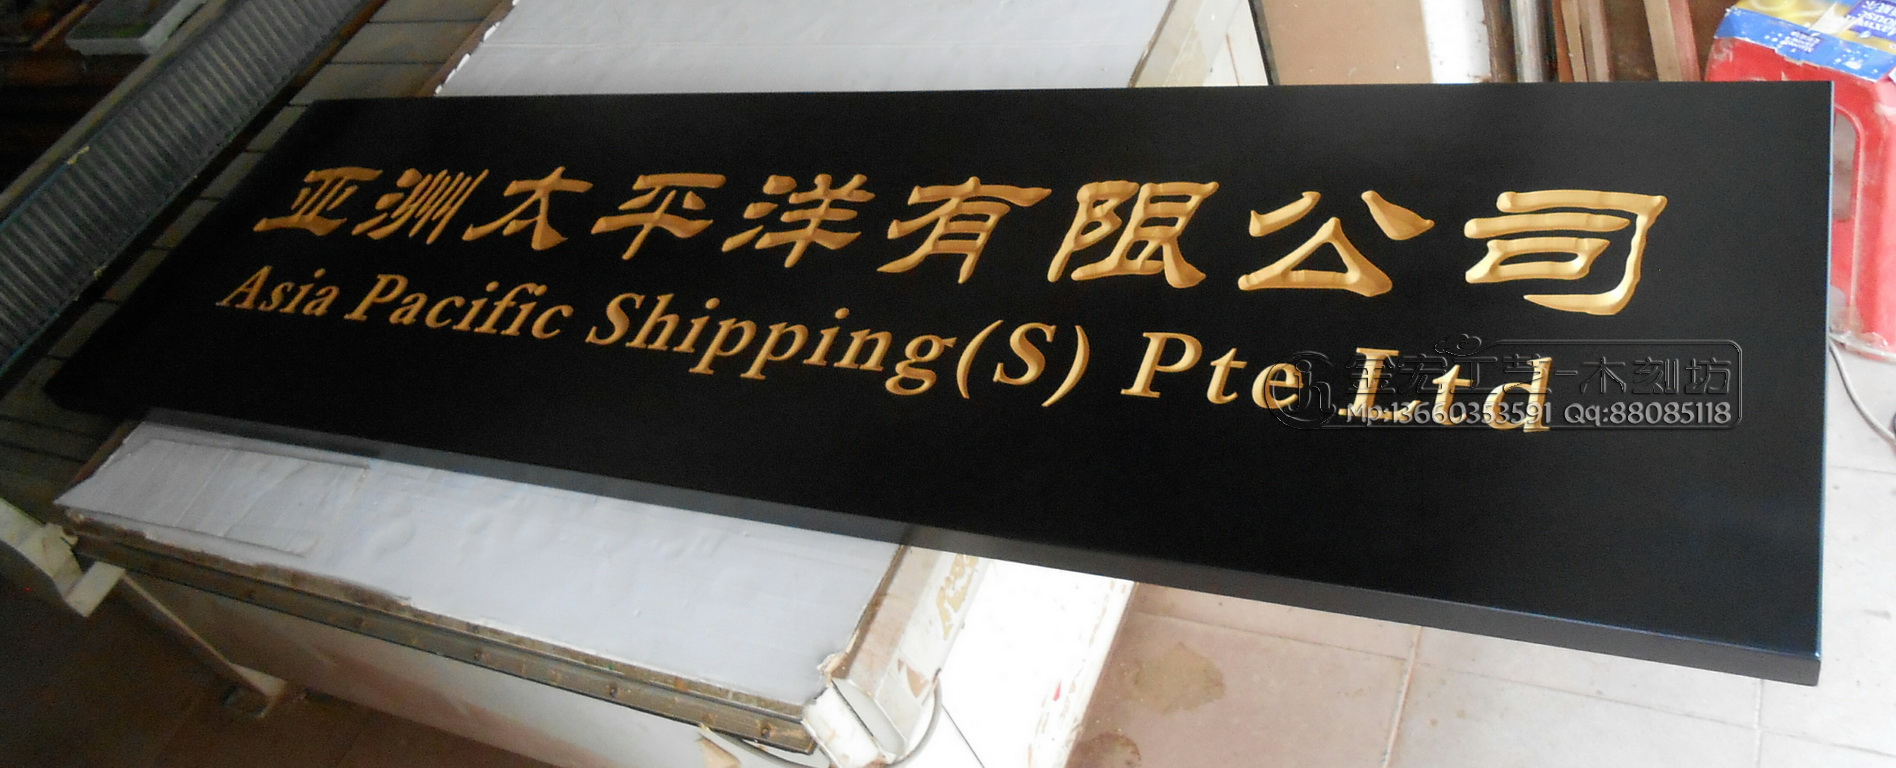 亚洲太平洋有限公司
Asia Pacific Shipping(S) Pte Ltd
金宏工艺-木刻坊
Mp:13660353591 Qq:88085118